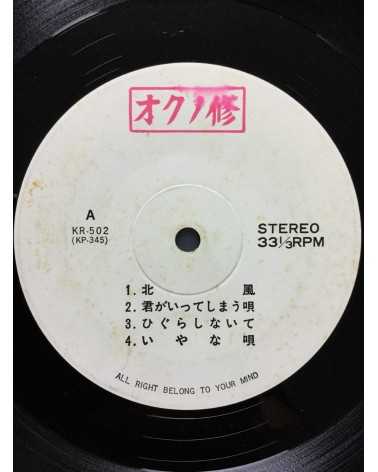 オクノ修
A
KR-502
(KP-345)
STEREO
33⅓RPM
1. 北風
2. 君がいってしまう唄
3. ひぐらしないて
4. いやな唄
ALL RIGHT BELONG TO YOUR MIND